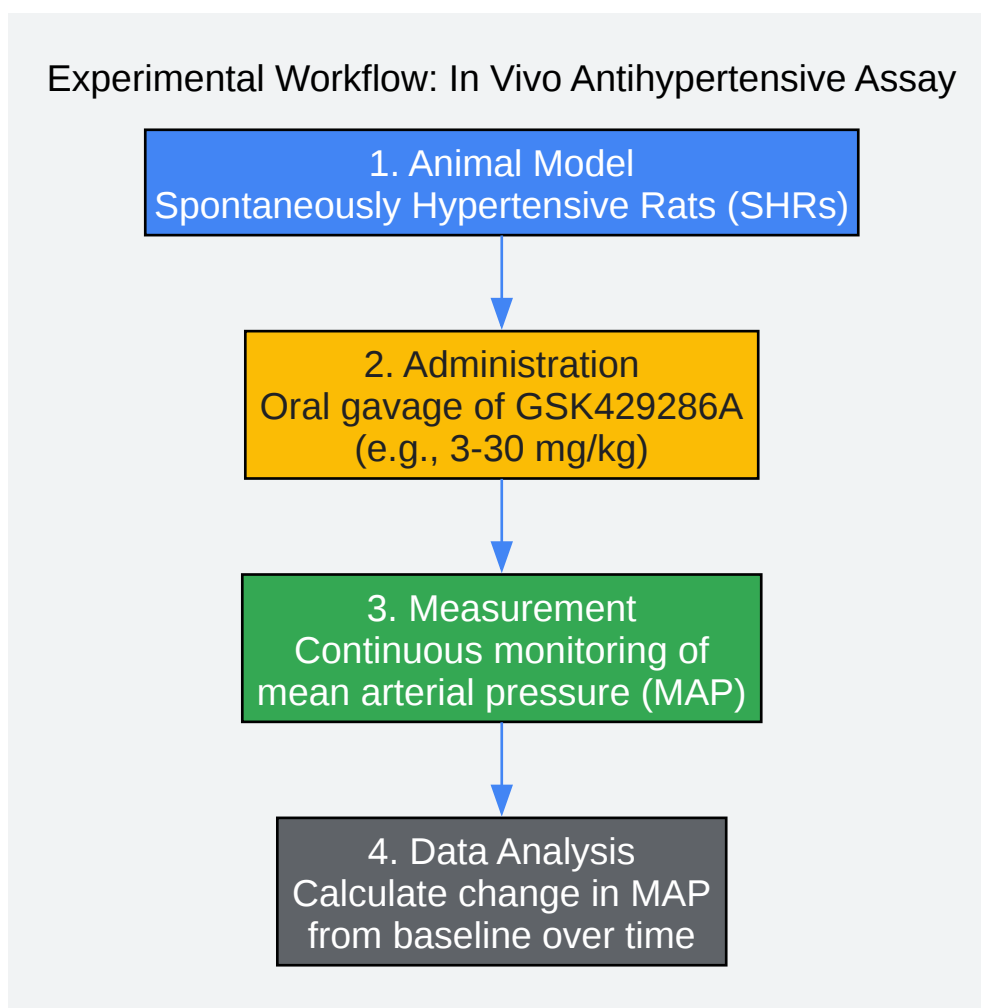 Experimental Workflow: In Vivo Antihypertensive Assay
1. Animal Model
Spontaneously Hypertensive Rats (SHRs)
2. Administration
Oral gavage of GSK429286A
(e.g., 3-30 mg/kg)
3. Measurement
Continuous monitoring of
mean arterial pressure (MAP)
4. Data Analysis
Calculate change in MAP
from baseline over time